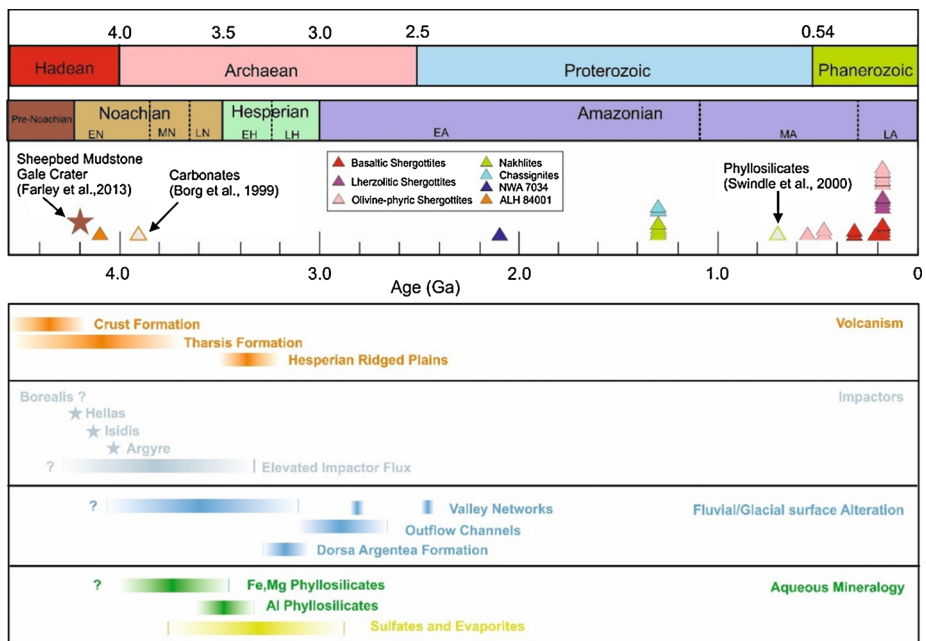 4.0 3.5 3.0 2.5 0.54
Hadean Archaean Proterozoic Phanerozoic
Pre-Noachian Noachian Hesperian Amazonian
EN MN LN EH LH EA MA LA
Sheepbed Mudstone
Gale Crater
(Farley et al.,2013)
Carbonates
(Borg et al., 1999)
Basaltic Shergottites
Lherzolitic Shergottites
Olivine-phyric Shergottites
Nakhlites
Chassignites
NWA 7034
ALH 84001
Phyllosilicates
(Swindle et al., 2000)
4.0 3.0 2.0 1.0 0
Age (Ga)
Crust Formation Volcanism
Tharsis Formation
Hesperian Ridged Plains
Borealis ? Impactors
Hellas
Isidis
Argyre
? Elevated Impactor Flux
? Valley Networks Fluvial/Glacial surface Alteration
Outflow Channels
Dorsa Argentea Formation
? Fe,Mg Phyllosilicates Aqueous Mineralogy
Al Phyllosilicates
Sulfates and Evaporites